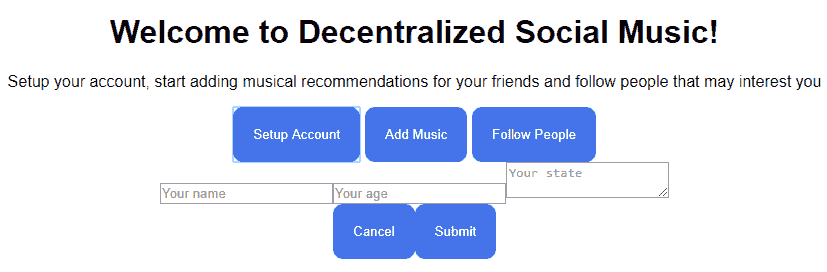 Welcome to Decentralized Social Music!
Setup your account, start adding musical recommendations for your friends and follow people that may interest you
Setup Account Add Music Follow People
Your name Your age Your state
Cancel Submit